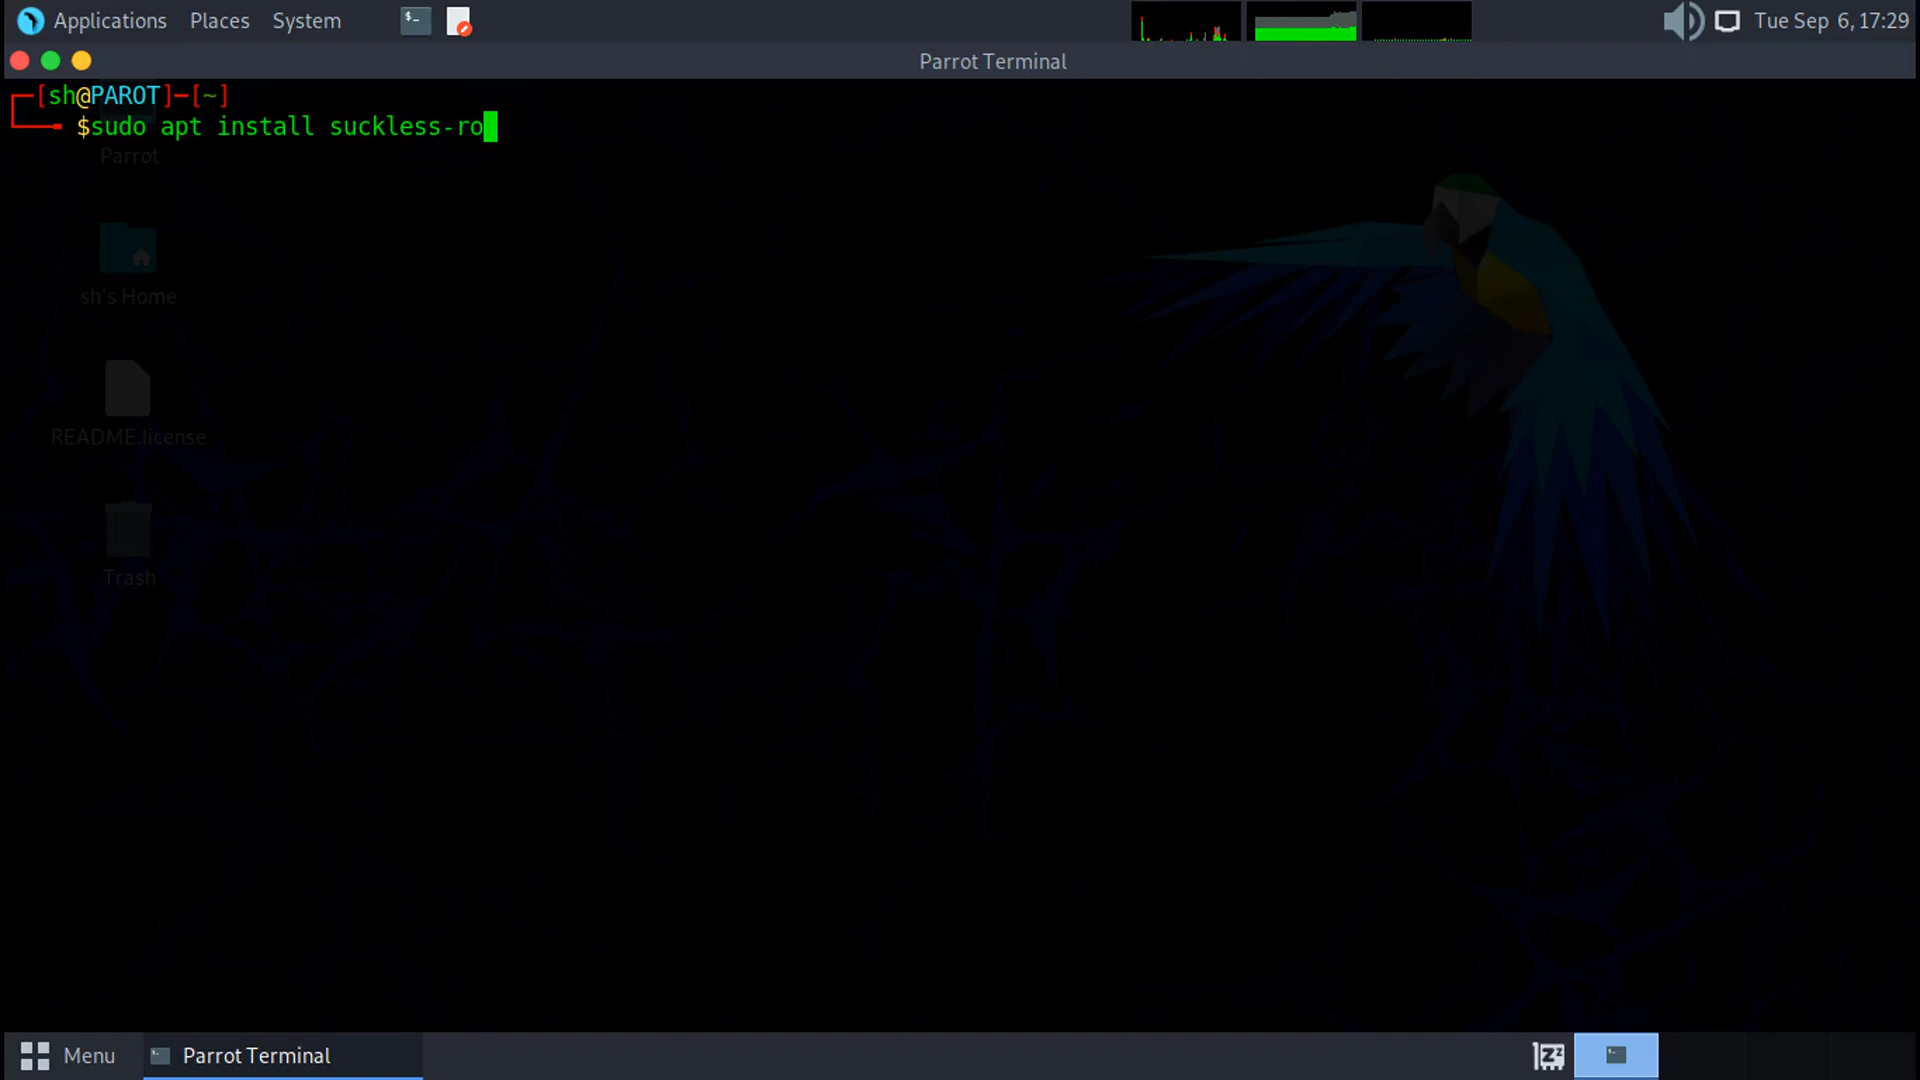 Applications Places System Tue Sep 6, 17:29
Parrot Terminal
[sh@PAROT]-[~]
$sudo apt install suckless-ro
Parrot
sh's Home
README.license
Trash
Menu Parrot Terminal